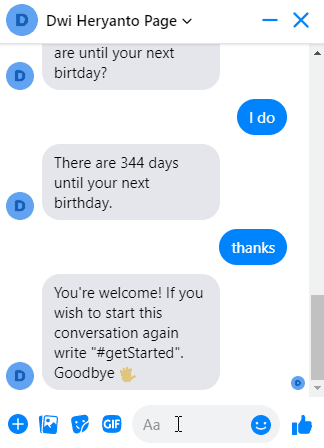 D Dwi Heryanto Page
are until your next
birtday?
D
I do
There are 344 days
until your next
birthday.
D
thanks
You're welcome! If you
wish to start this
conversation again
write "#getStarted".
Goodbye 🖐
D
D
GIF Aa